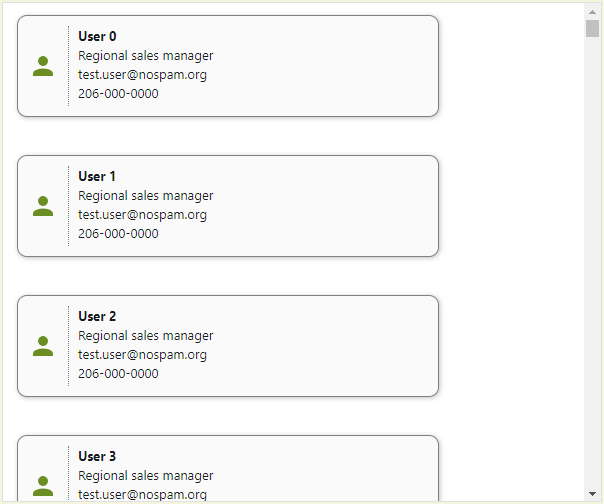 User 0
Regional sales manager
test.user@nospam.org
206-000-0000
User 1
Regional sales manager
test.user@nospam.org
206-000-0000
User 2
Regional sales manager
test.user@nospam.org
206-000-0000
User 3
Regional sales manager
test.user@nospam.org